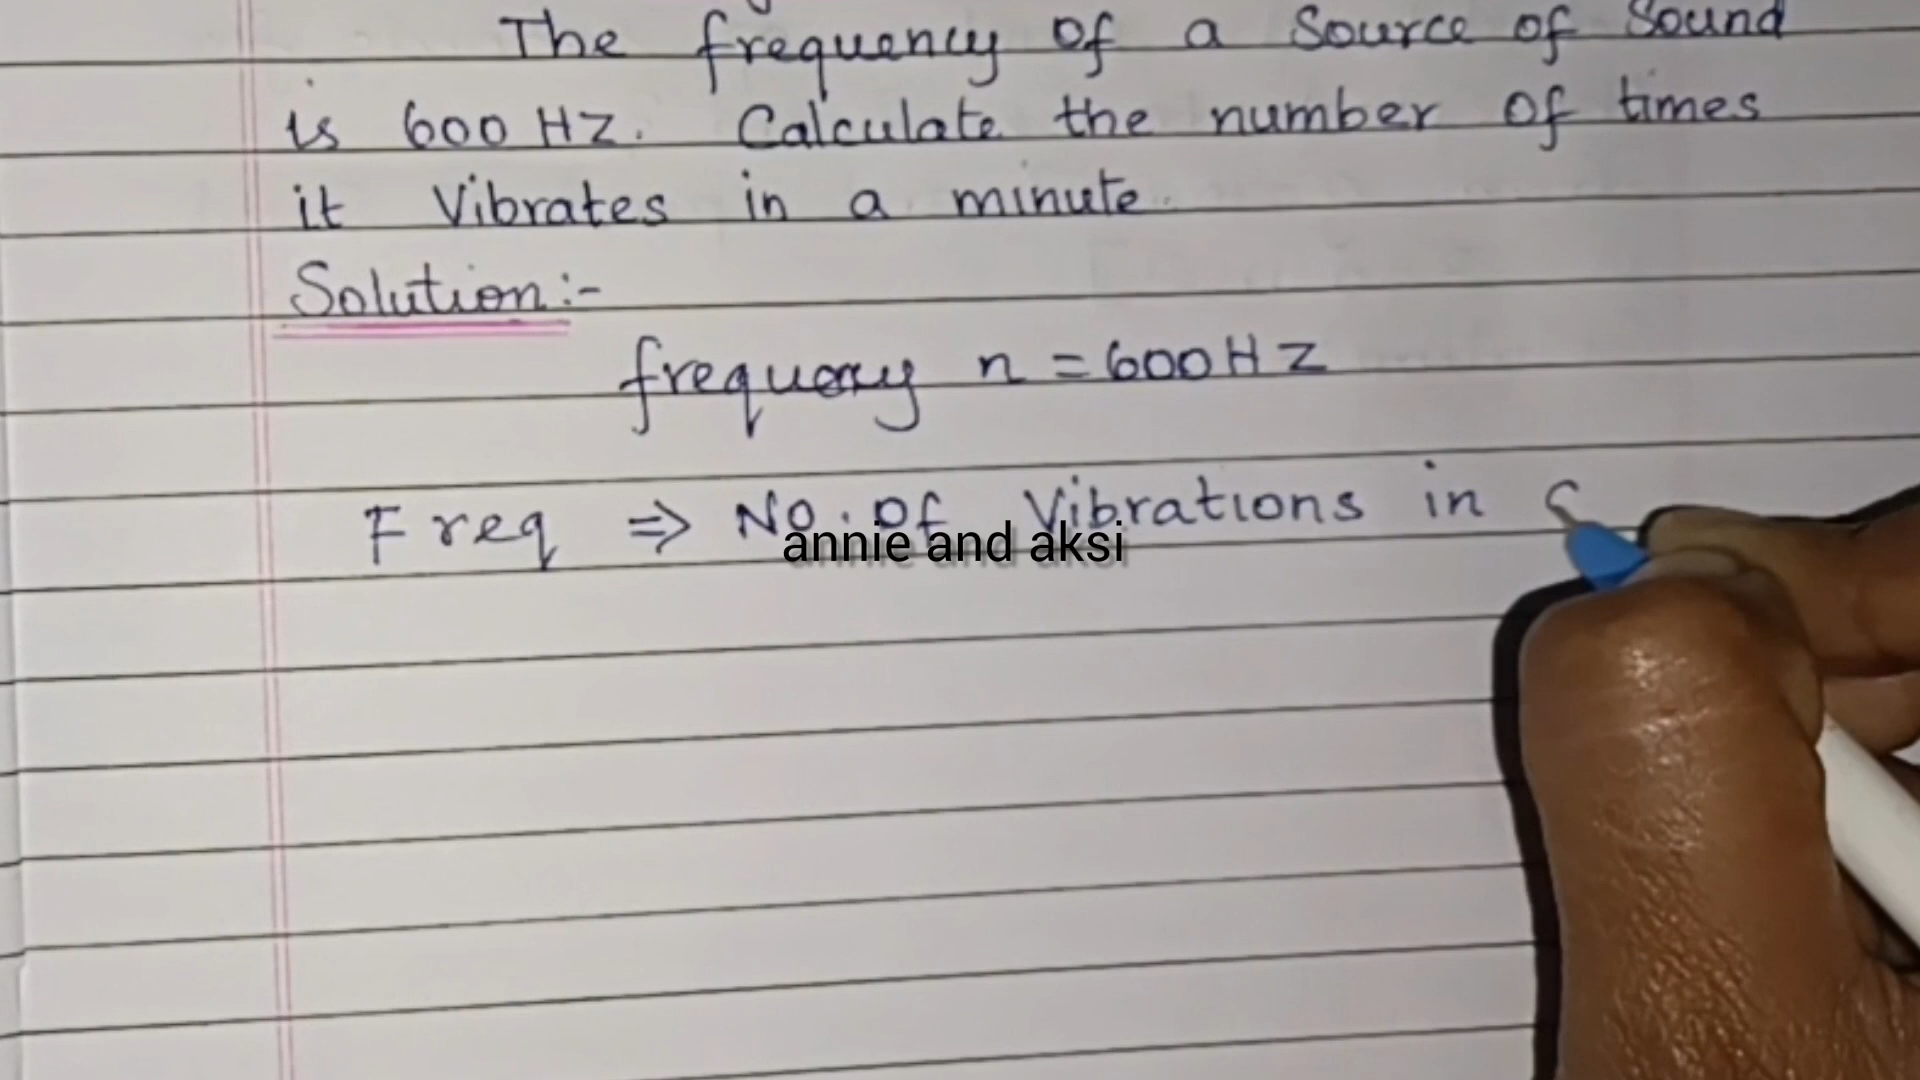 The frequency of a Source of Sound
is 600 HZ. Calculate the number of times
it Vibrates in a minute.
Solution:-
frequency n = 600 HZ
Freq ⇒ No. of Vibrations in
annie and aksi